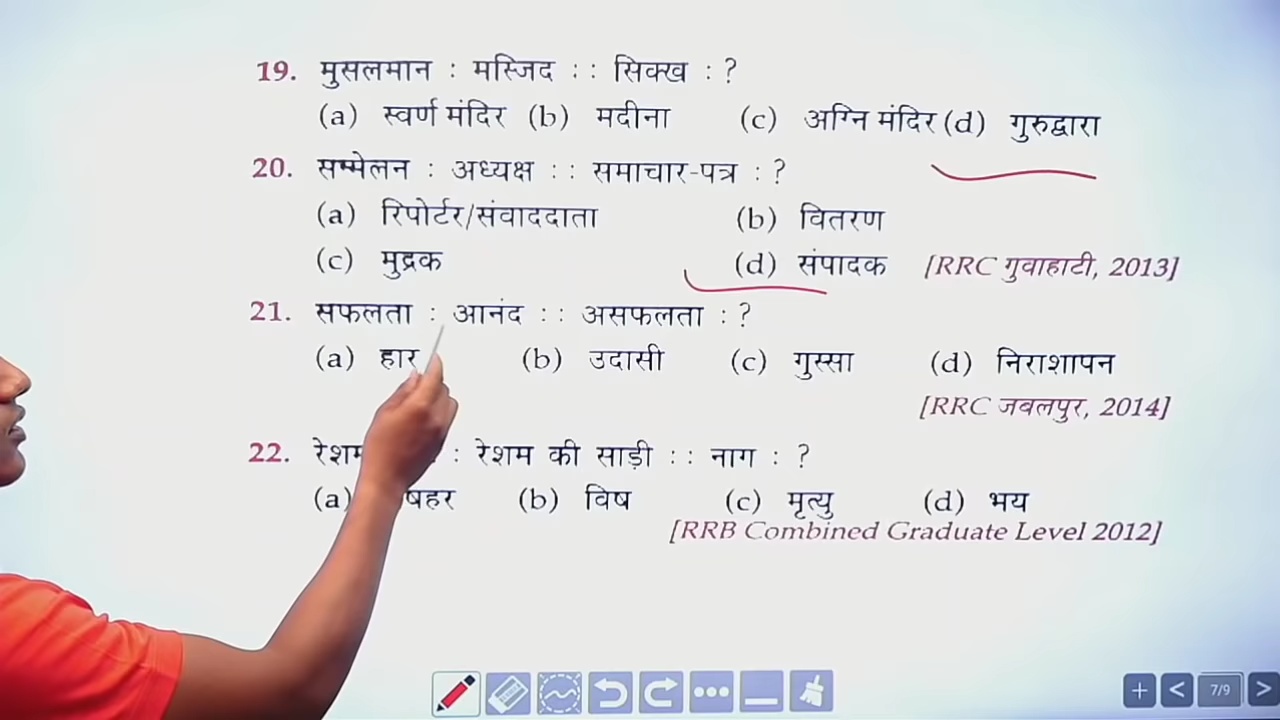 19. मुसलमान : मस्जिद : : सिक्ख : ?
(a) स्वर्ण मंदिर (b) मदीना (c) अग्नि मंदिर (d) गुरुद्वारा
20. सम्मेलन : अध्यक्ष : : समाचार-पत्र : ?
(a) रिपोर्टर/संवाददाता (b) वितरण
(c) मुद्रक (d) संपादक [RRC गुवाहाटी, 2013]
21. सफलता : आनंद : : असफलता : ?
(a) हार (b) उदासी (c) गुस्सा (d) निराशापन
[RRC जबलपुर, 2014]
22. : रेशम की साड़ी : : नाग : ?
(a) (b) विष (c) मृत्यु (d) भय
[RRB Combined Graduate Level 2012]
7/9